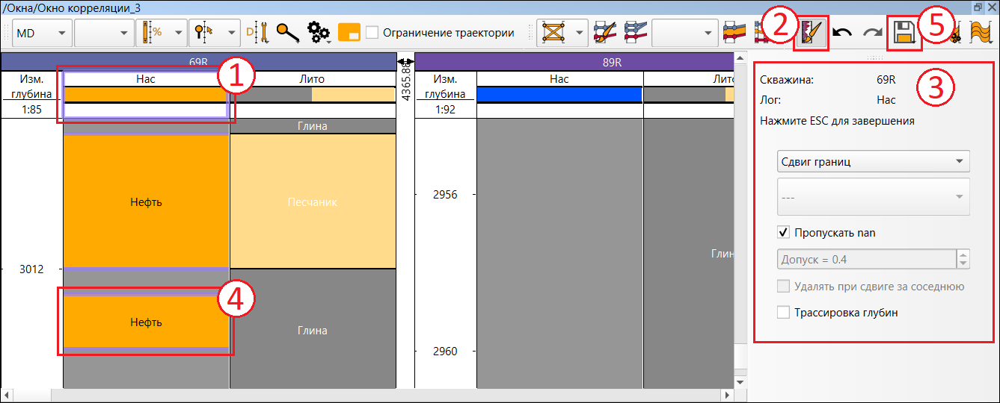 /Окна/Окно корреляции_3
MD
%
D
Ограничение траектории
2
5
69R
89R
1
Изм. глубина
1:85
Нас
Лито
4365.88
Изм. глубина
1:92
Нас
Глина
Нефть
Песчаник
3012
4
Нефть
Глина
2956
2960
3
Скважина: 69R
Лог: Нас
Нажмите ESC для завершения
Сдвиг границ
---
Пропускать nan
Допуск = 0.4
Удалять при сдвиге за соседнюю
Трассировка глубин